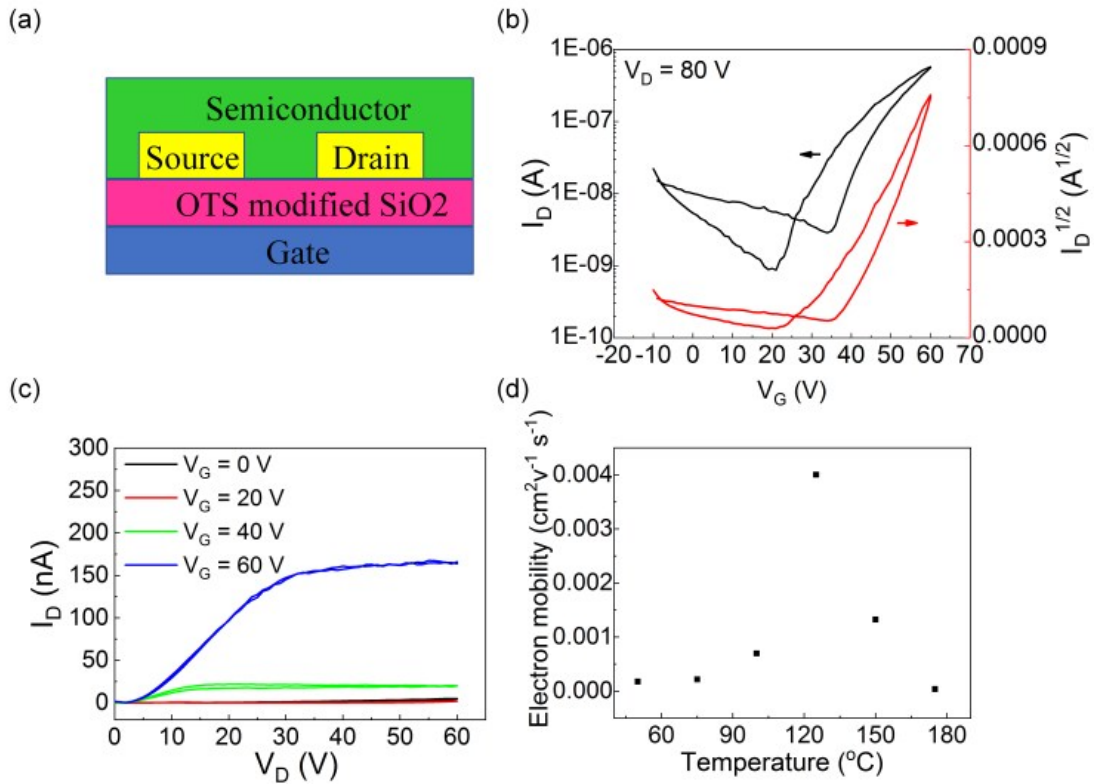 (a)
Semiconductor
Source
Drain
OTS modified SiO2
Gate
(b)
1E-06
1E-07
1E-08
1E-09
1E-10
I_D (A)
V_D = 80 V
0.0009
0.0006
0.0003
0.0000
I_D^1/2 (A^1/2)
-20 -10 0 10 20 30 40 50 60 70
V_G (V)
(c)
300
250
200
150
100
50
0
I_D (nA)
V_G = 0 V
V_G = 20 V
V_G = 40 V
V_G = 60 V
0 10 20 30 40 50 60
V_D (V)
(d)
0.004
0.003
0.002
0.001
0.000
Electron mobility (cm²v⁻¹ s⁻¹)
60 90 120 150 180
Temperature (°C)